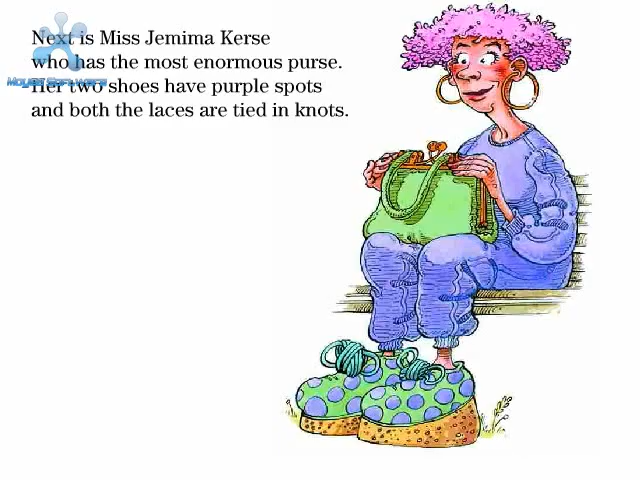 Next is Miss Jemima Kerse
who has the most enormous purse.
Her two shoes have purple spots
and both the laces are tied in knots.